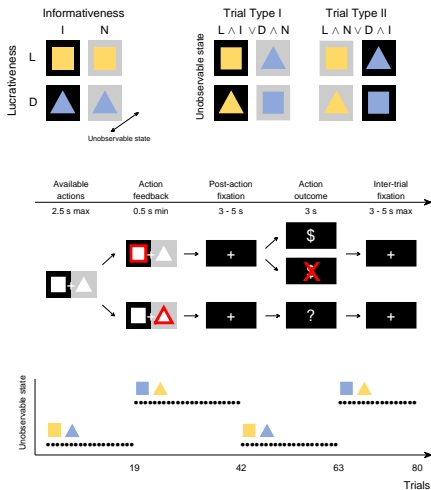 Informativeness
I N
Lucrativeness
L
D
Unobservable state
Trial Type I
L ∧ I ∨ D ∧ N
Trial Type II
L ∧ N ∨ D ∧ I
Unobservable state
Available actions
Action feedback
Post-action fixation
Action outcome
Inter-trial fixation
2.5 s max
0.5 s min
3 - 5 s
3 s
3 - 5 s max
+
+
+
$
$
X
+
+
+
?
+
Unobservable state
19 42 63 80
Trials